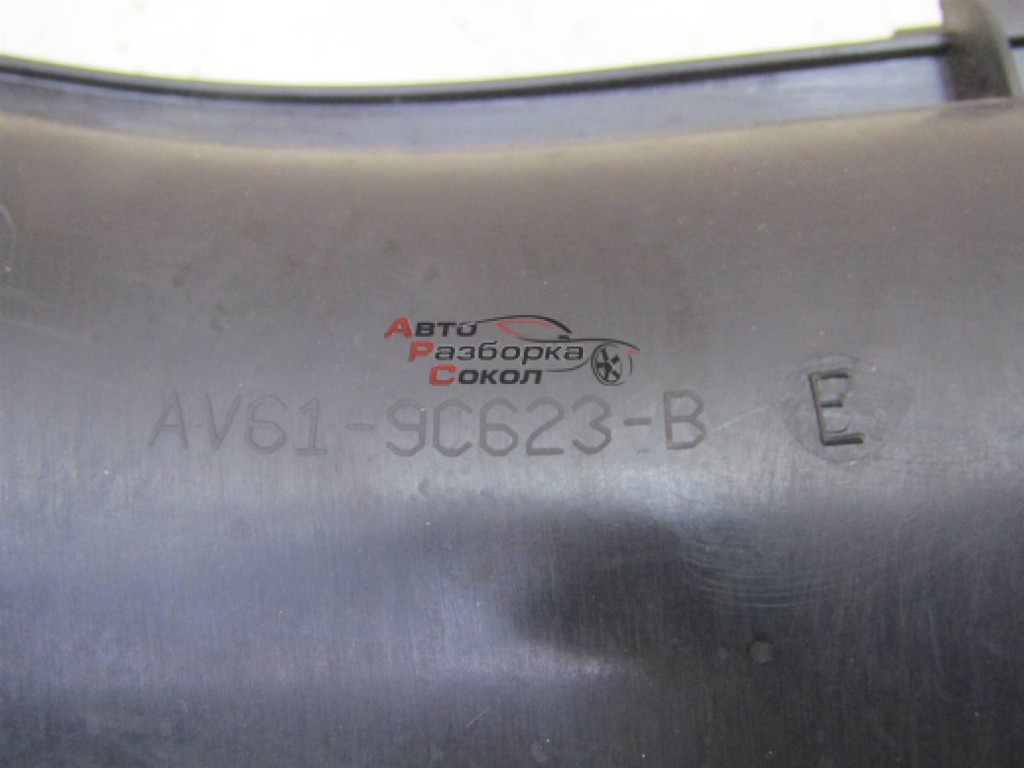 Авто
Разборка
Сокол
AV61-9C623-B E